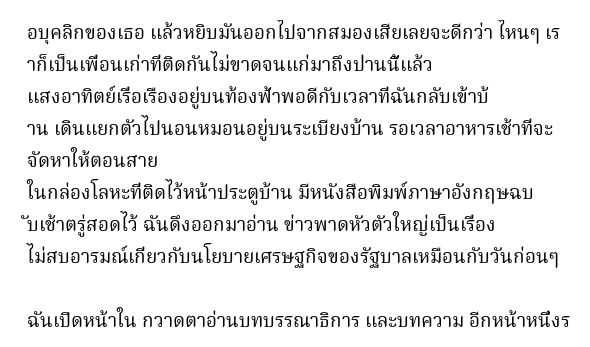 อบุคลิกของเธอ แล้วหยิบมันออกไปจากสมองเสียเลยจะดีกว่า ไหนๆ เร
าก็เป็นเพื่อนเก่าที่ติดกันไม่ขาดจนแก่มาถึงปานนี้แล้ว
แสงอาทิตย์เรื่อเรืองอยู่บนท้องฟ้าพอดีกับเวลาที่ฉันกลับเข้าบ้
าน เดินแยกตัวไปนอนหมอนอยู่บนระเบียงบ้าน รอเวลาอาหารเช้าที่จะ
จัดหาให้ตอนสาย
ในกล่องโลหะที่ติดไว้หน้าประตูบ้าน มีหนังสือพิมพ์ภาษาอังกฤษฉบ
ับเช้าตรู่สอดไว้ ฉันดึงออกมาอ่าน ข่าวพาดหัวตัวใหญ่เป็นเรื่อง
ไม่สบอารมณ์เกี่ยวกับนโยบายเศรษฐกิจของรัฐบาลเหมือนกับวันก่อนๆ
ฉันเปิดหน้าใน กวาดตาอ่านบทบรรณาธิการ และบทความ อีกหน้าหนึ่งร